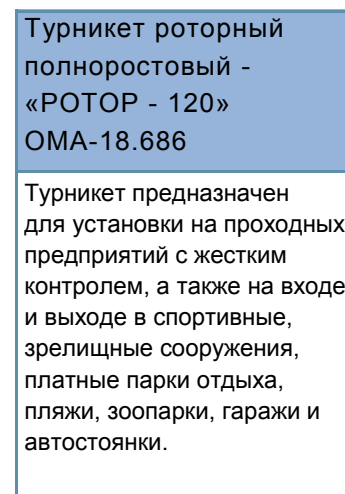 Турникет роторный
полноростовый -
«РОТОР - 120»
ОМА-18.686
Турникет предназначен
для установки на проходных
предприятий с жестким
контролем, а также на входе
и выходе в спортивные,
зрелищные сооружения,
платные парки отдыха,
пляжи, зоопарки, гаражи и
автостоянки.